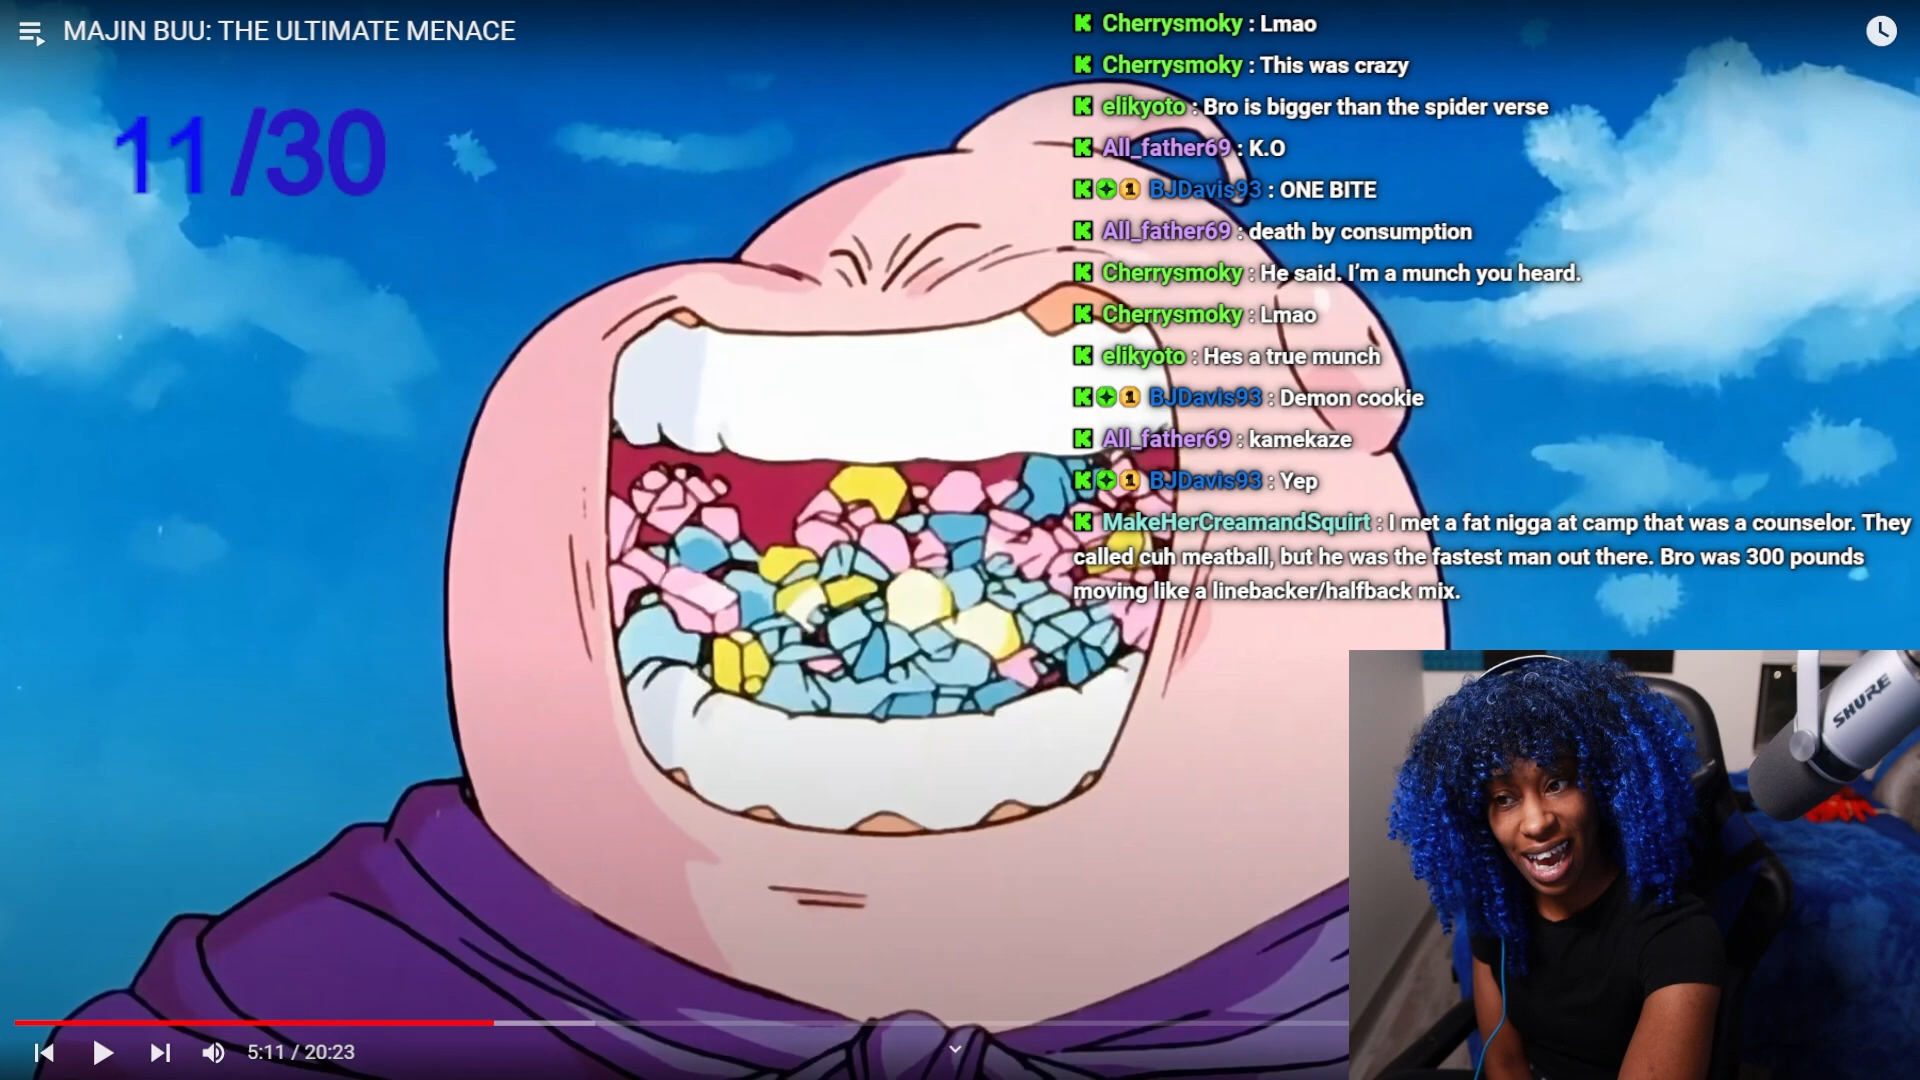 MAJIN BUU: THE ULTIMATE MENACE
11/30
Cherrysmoky : Lmao
Cherrysmoky : This was crazy
elikyoto : Bro is bigger than the spider verse
All_father69 : K.O
1 BJDavis93 : ONE BITE
All_father69 : death by consumption
Cherrysmoky : He said. I’m a munch you heard.
Cherrysmoky : Lmao
elikyoto : Hes a true munch
1 BJDavis93 : Demon cookie
All_father69 : kamekaze
1 BJDavis93 : Yep
MakeHerCreamandSquirt : I met a fat nigga at camp that was a counselor. They
called cuh meatball, but he was the fastest man out there. Bro was 300 pounds
moving like a linebacker/halfback mix.
SHURE
5:11 / 20:23